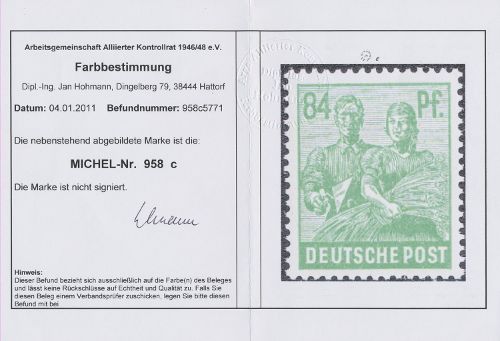 Arbeitsgemeinschaft Alliierter Kontrollrat 1946/48 e.V.
Farbbestimmung
Dipl.-Ing. Jan Hohmann, Dingelberg 79, 38444 Hattorf
Datum: 04.01.2011 Befundnummer: 958c5771
Die nebenstehend abgebildete Marke ist die:
MICHEL-Nr. 958 c
Die Marke ist nicht signiert.
Hinweis:
Dieser Befund bezieht sich ausschließlich auf die Farbe(n) des Beleges
und lässt keine Rückschlüsse auf Echtheit und Qualität zu. Falls Sie
diesen Beleg einem Verbandsprüfer zuschicken, legen Sie bitte diesen
Befund mit bei
84 Pf.
DEUTSCHE POST